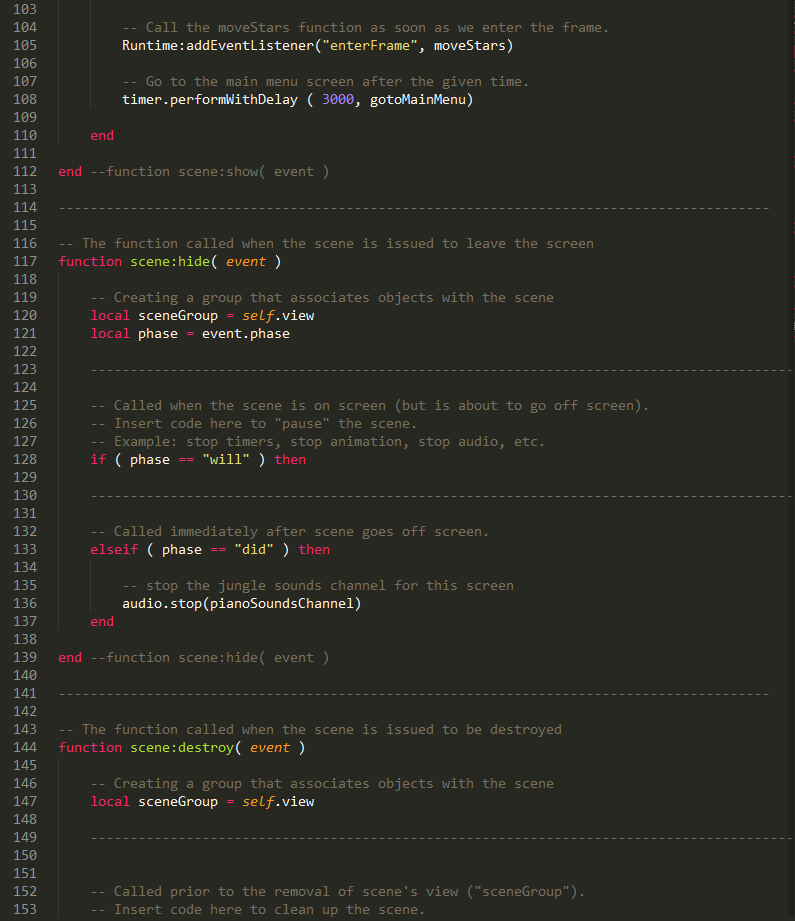 103
104 -- Call the moveStars function as soon as we enter the frame.
105 Runtime:addEventListener("enterFrame", moveStars)
106
107 -- Go to the main menu screen after the given time.
108 timer.performWithDelay ( 3000, gotoMainMenu)
109
110 end
111
112 end --function scene:show( event )
113
114 -----------------------------------------------------------------------------------------
115
116 -- The function called when the scene is issued to leave the screen
117 function scene:hide( event )
118
119 -- Creating a group that associates objects with the scene
120 local sceneGroup = self.view
121 local phase = event.phase
122
123 ----------------------------------------------------------------------------------------
124
125 -- Called when the scene is on screen (but is about to go off screen).
126 -- Insert code here to "pause" the scene.
127 -- Example: stop timers, stop animation, stop audio, etc.
128 if ( phase == "will" ) then
129
130 ----------------------------------------------------------------------------------------
131
132 -- Called immediately after scene goes off screen.
133 elseif ( phase == "did" ) then
134
135 -- stop the jungle sounds channel for this screen
136 audio.stop(pianoSoundsChannel)
137 end
138
139 end --function scene:hide( event )
140
141 -----------------------------------------------------------------------------------------
142
143 -- The function called when the scene is issued to be destroyed
144 function scene:destroy( event )
145
146 -- Creating a group that associates objects with the scene
147 local sceneGroup = self.view
148
149 ----------------------------------------------------------------------------------------
150
151
152 -- Called prior to the removal of scene's view ("sceneGroup").
153 -- Insert code here to clean up the scene.